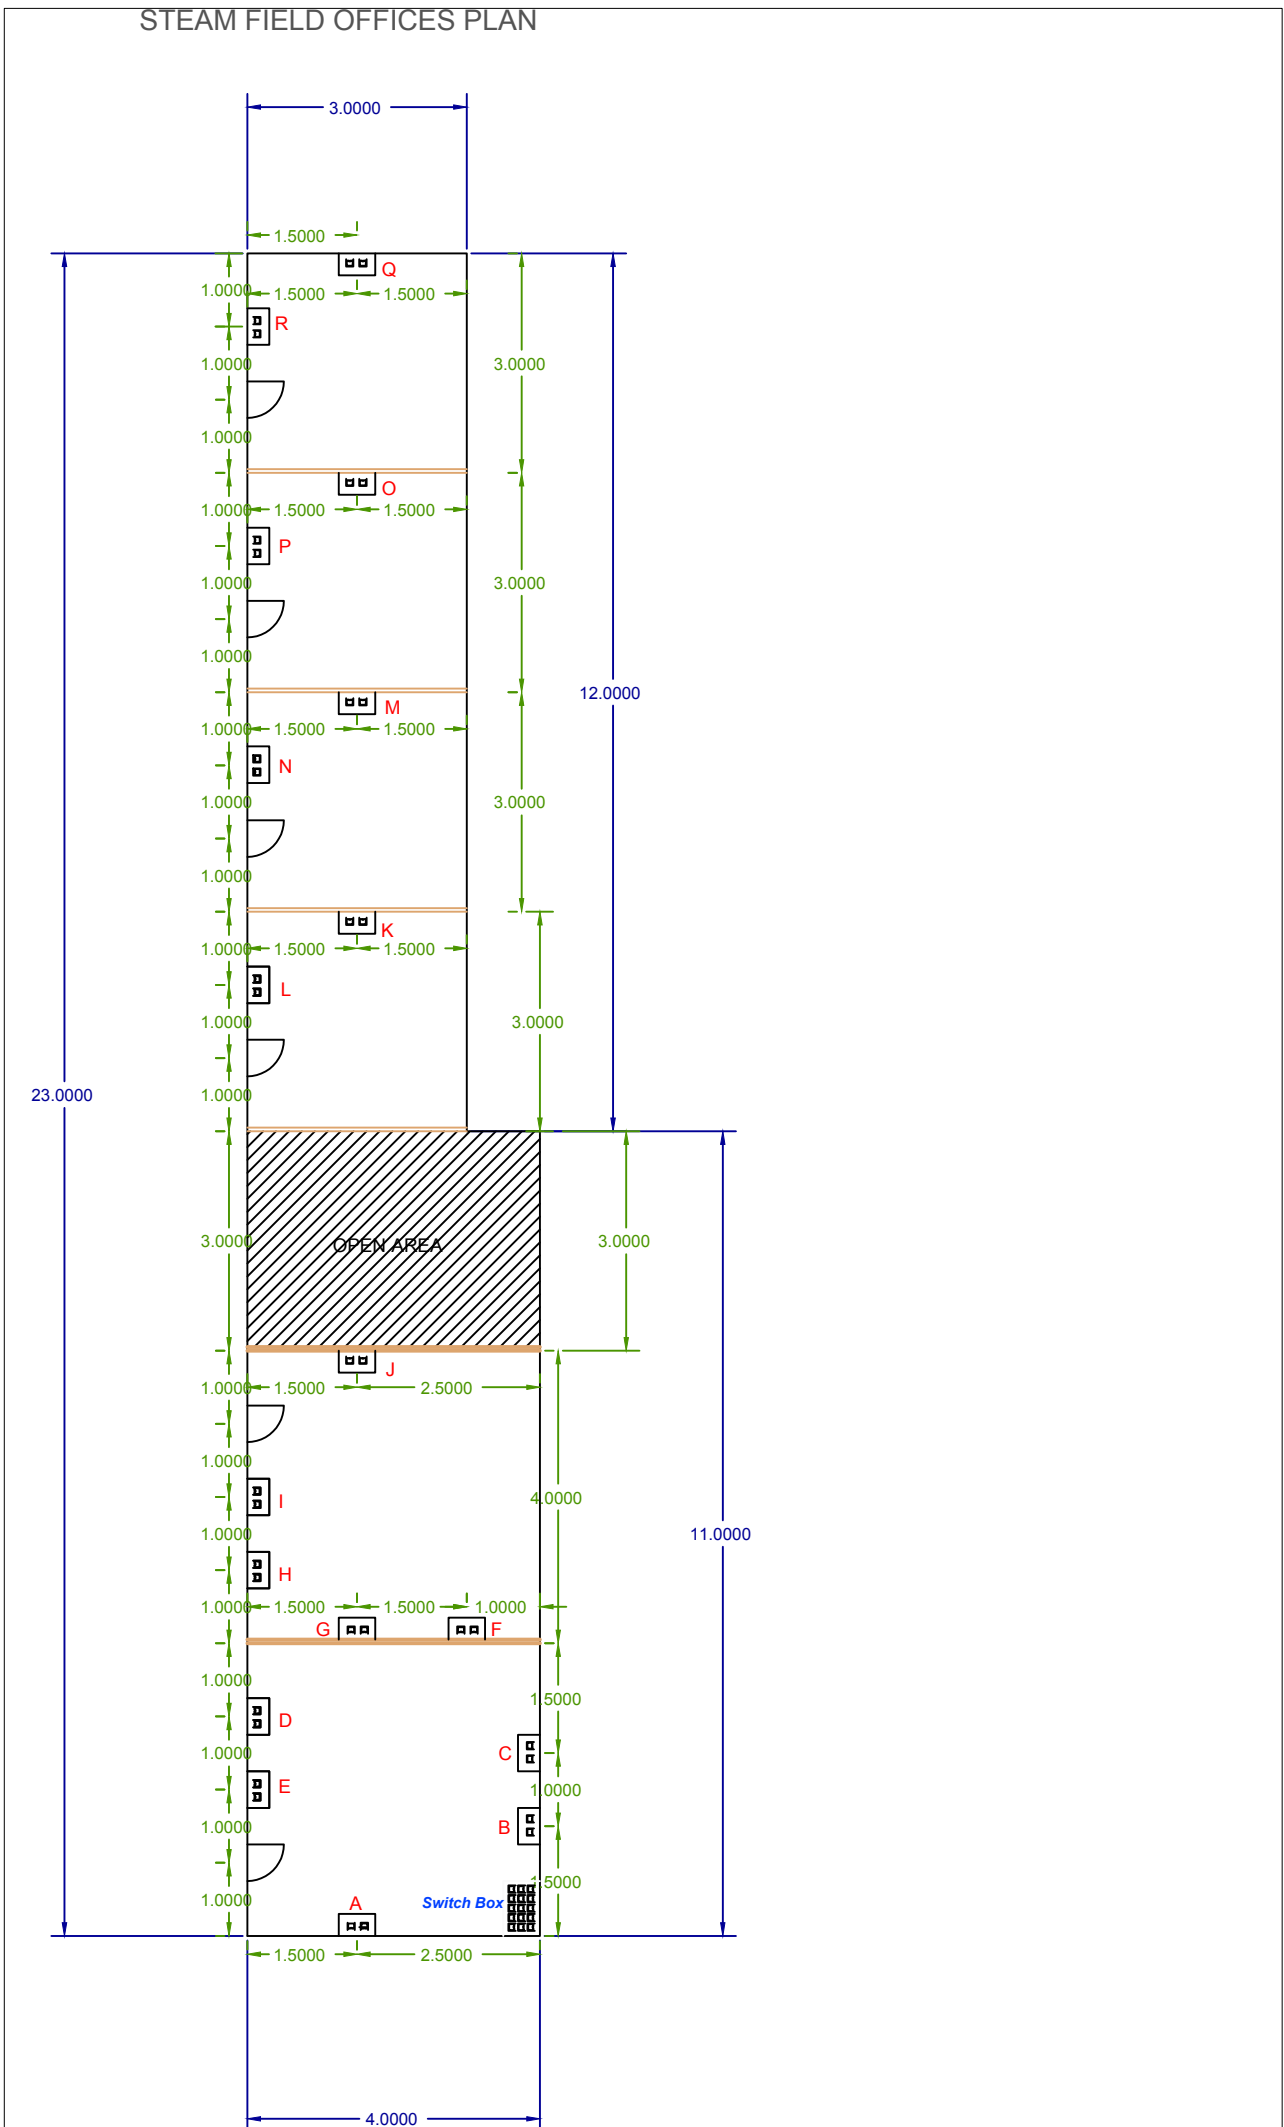 STEAM FIELD OFFICES PLAN
3.0000
1.5000
Q
1.0000 1.5000 1.5000
R
1.0000 3.0000
1.0000
O
1.0000 1.5000 1.5000
P
1.0000 3.0000
1.0000
12.0000
M
1.0000 1.5000 1.5000
N
1.0000 3.0000
1.0000
K
1.0000 1.5000 1.5000
L
1.0000 3.0000
23.0000 1.0000
3.0000 OPEN AREA 3.0000
J
1.0000 1.5000 2.5000
1.0000
I 4.0000
1.0000 11.0000
H
1.0000 1.5000 1.5000 1.0000
G F
1.0000
1.5000
D
1.0000 C
E 1.0000
1.0000 B
1.5000
1.0000 A Switch Box
1.5000 2.5000
4.0000